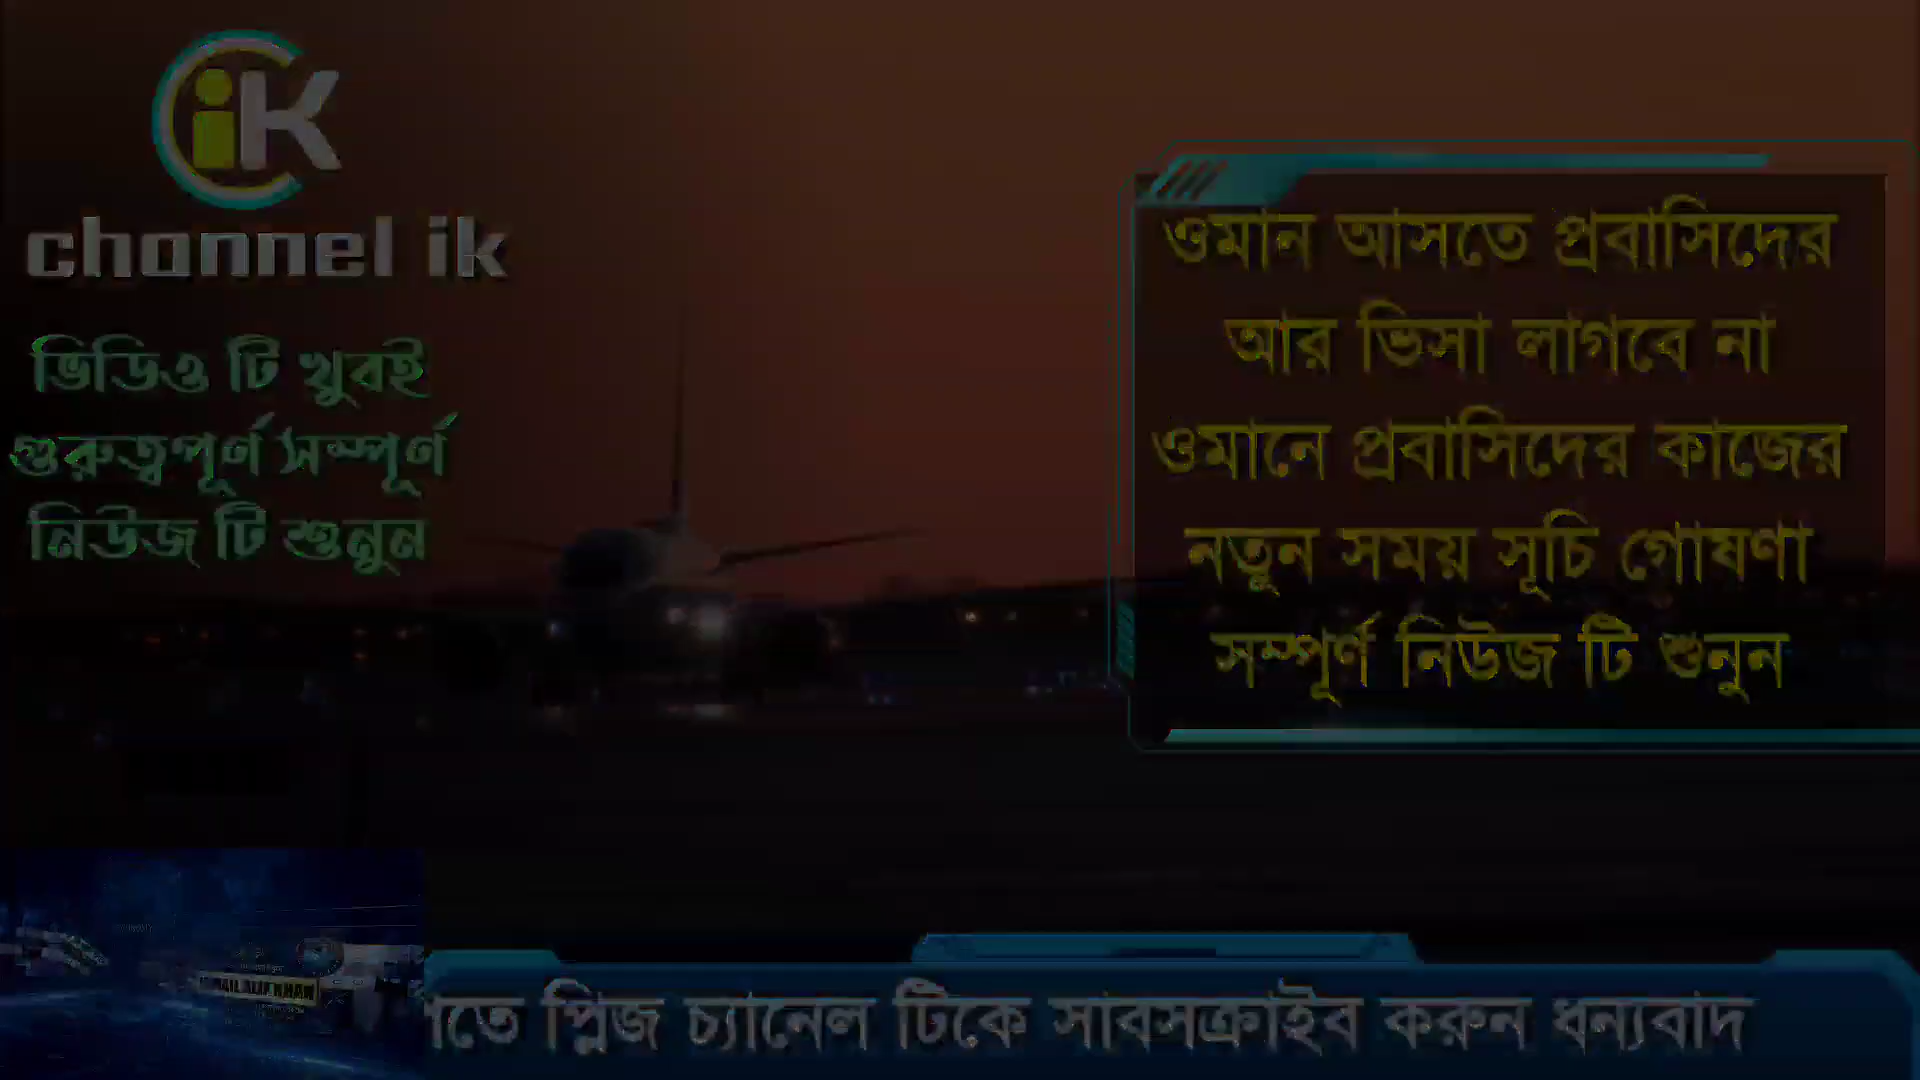 iK
channel ik
ভিডিও টি খুবই
গুরুত্বপূর্ণ সম্পূর্ণ
নিউজ টি শুনুন
ওমান আসতে প্রবাসিদের
আর ভিসা লাগবে না
ওমানে প্রবাসিদের কাজের
নতুন সময় সূচি গোষণা
সম্পূর্ণ নিউজ টি শুনুন
প্লিজ চ্যানেল টিকে সাবসক্রাইব করুন ধন্যবাদ